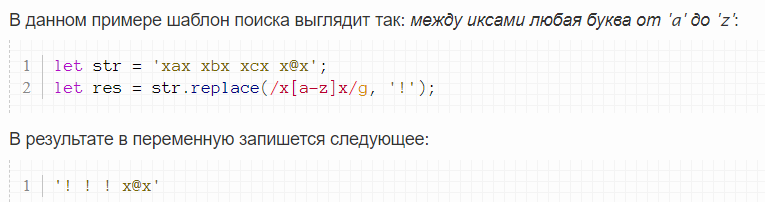 В данном примере шаблон поиска выглядит так: между иксами любая буква от 'a' до 'z':
1 let str = 'xax xbx xcx x@x';
2 let res = str.replace(/x[a-z]x/g, '!');
В результате в переменную запишется следующее:
1 '! ! ! x@x'